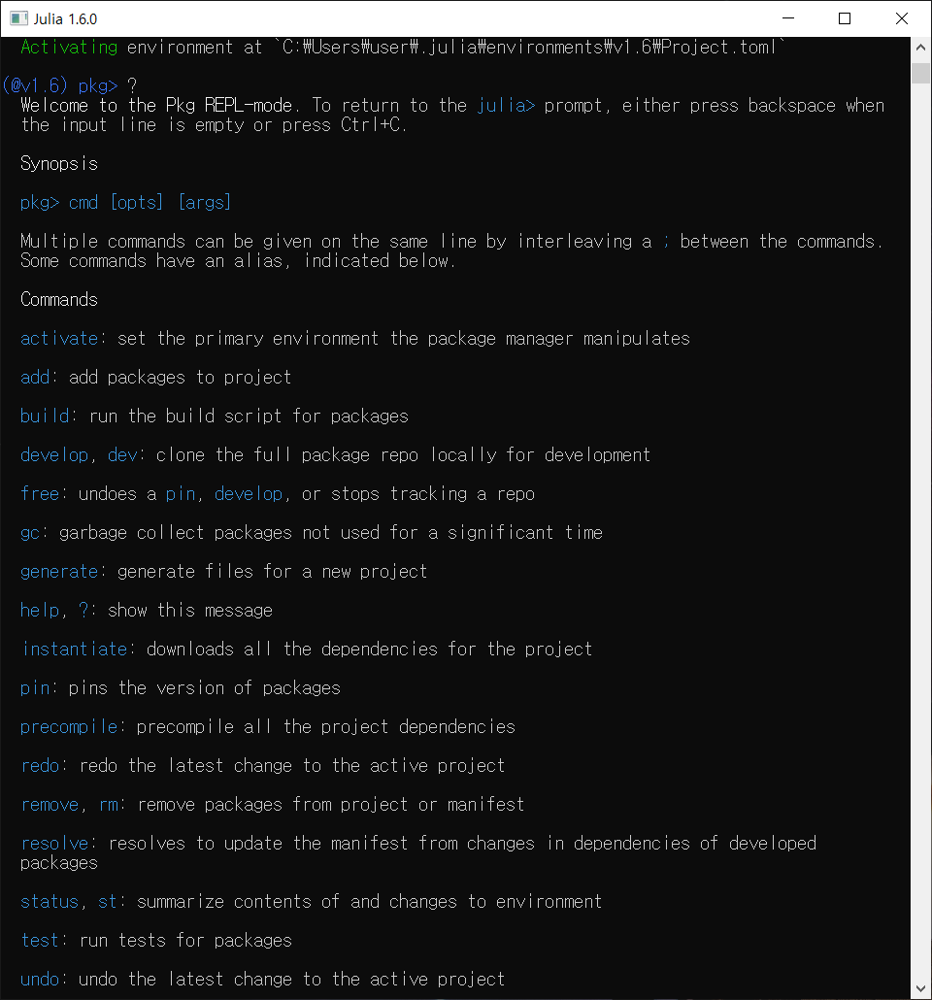 Julia 1.6.0
Activating environment at `C:₩Users₩user₩.julia₩environments₩v1.6₩Project.toml`
(@v1.6) pkg> ?
Welcome to the Pkg REPL-mode. To return to the julia> prompt, either press backspace when
the input line is empty or press Ctrl+C.
Synopsis
pkg> cmd [opts] [args]
Multiple commands can be given on the same line by interleaving a ; between the commands.
Some commands have an alias, indicated below.
Commands
activate: set the primary environment the package manager manipulates
add: add packages to project
build: run the build script for packages
develop, dev: clone the full package repo locally for development
free: undoes a pin, develop, or stops tracking a repo
gc: garbage collect packages not used for a significant time
generate: generate files for a new project
help, ?: show this message
instantiate: downloads all the dependencies for the project
pin: pins the version of packages
precompile: precompile all the project dependencies
redo: redo the latest change to the active project
remove, rm: remove packages from project or manifest
resolve: resolves to update the manifest from changes in dependencies of developed
packages
status, st: summarize contents of and changes to environment
test: run tests for packages
undo: undo the latest change to the active project